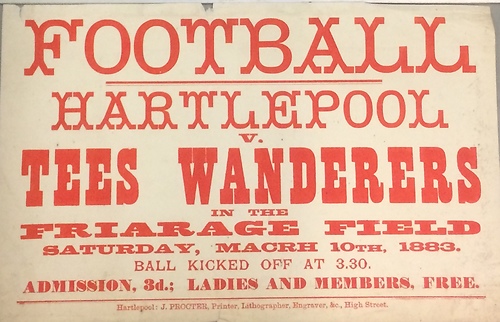 FOOTBALL
HARTLEPOOL
V.
TEES WANDERERS
IN THE
FRIARAGE FIELD
SATURDAY, MACRH 10TH, 1883.
BALL KICKED OFF AT 3.30.
ADMISSION, 3d.; LADIES AND MEMBERS, FREE.
Hartlepool: J. PROCTER, Printer, Lithographer, Engraver, &c., High Street.